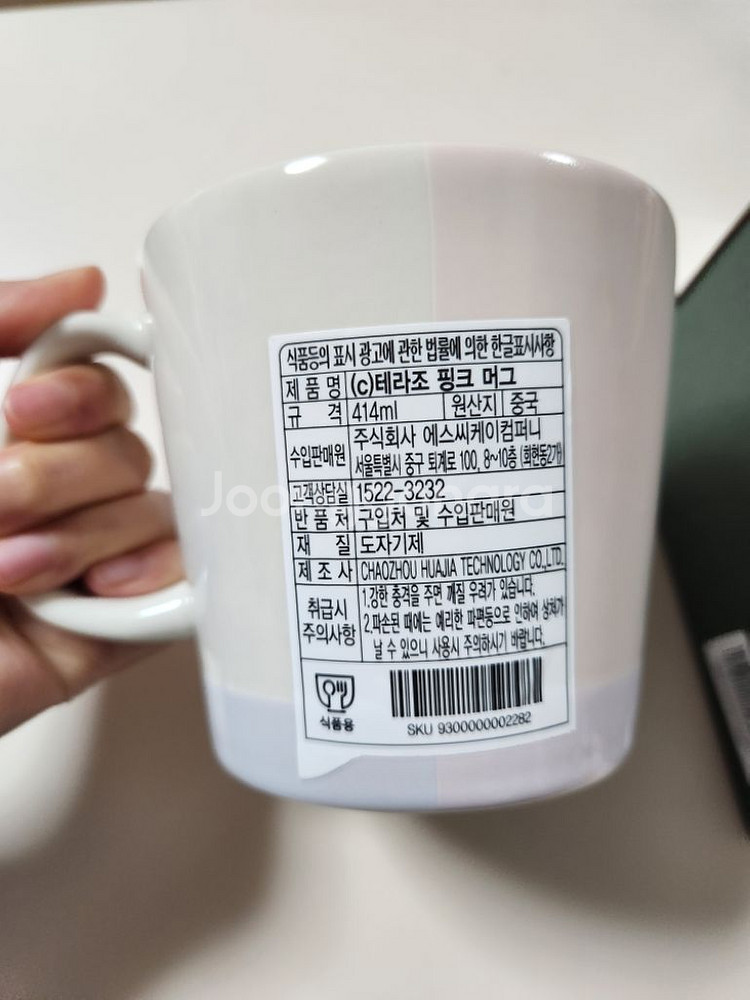 식품등의 표시 광고에 관한 법률에 의한 한글표시사항
제품명 (c)테라조 핑크 머그
규격 414ml 원산지 중국
수입판매원 주식회사 에스씨케이컴퍼니
서울특별시 중구 퇴계로 100, 8~10층 (회현동2가)
고객상담실 1522-3232
반품처 구입처 및 수입판매원
재질 도자기제
제조사 CHAOZHOU HUAJIA TECHNOLOGY CO.,LTD.
취급시 주의사항 1.강한 충격을 주면 깨질 우려가 있습니다.
2.파손된 때에는 예리한 파편등으로 인하여 상처가
날 수 있으니 사용시 주의하시기 바랍니다.
식품용
SKU 9300000002282